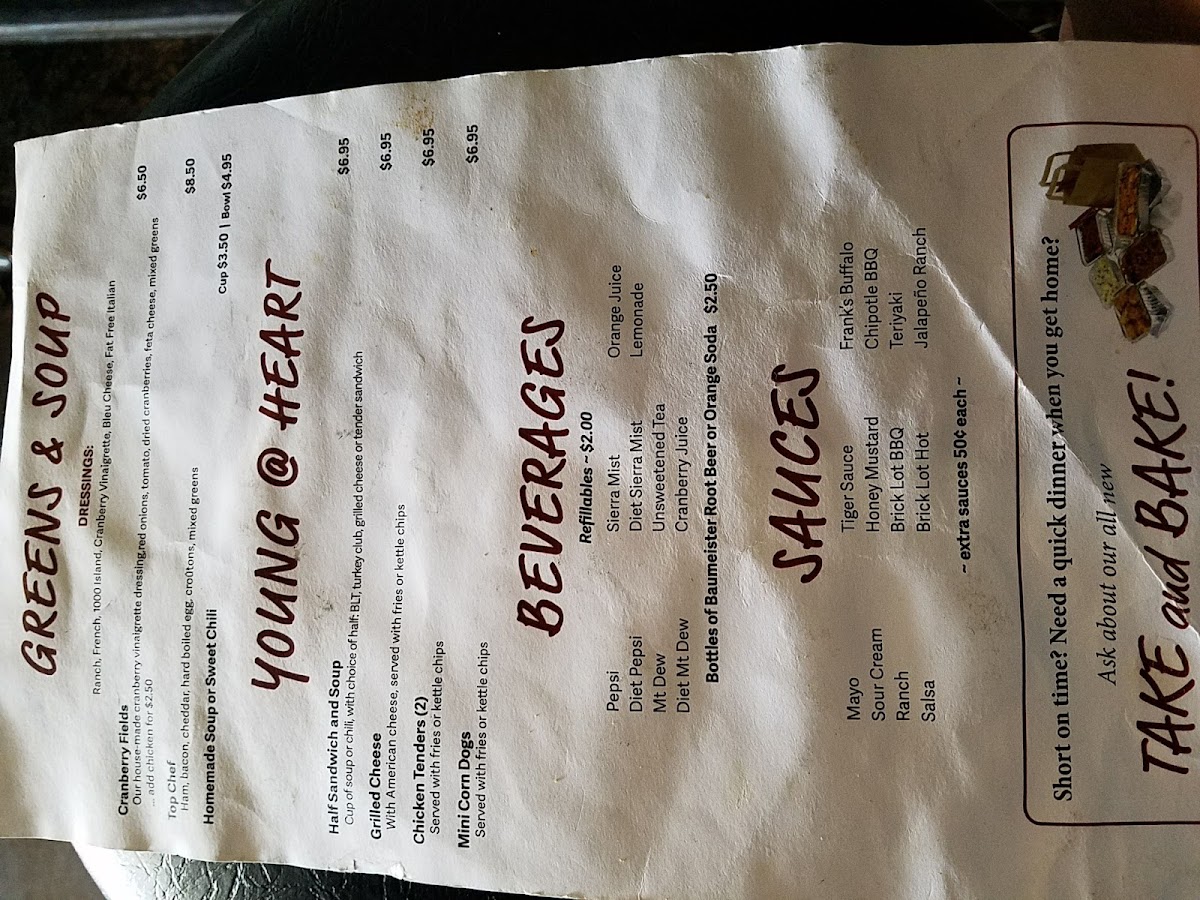 GREENS & SOUP
DRESSINGS:
Ranch, French, 1000 Island, Cranberry Vinaigrette, Bleu Cheese, Fat Free Italian
Cranberry Fields $6.50
Our house-made cranberry vinaigrette dressing,red onions, tomato, dried cranberries, feta cheese, mixed greens
... add chicken for $2.50
Top Chef $8.50
Ham, bacon, cheddar, hard boiled egg, croûtons, mixed greens
Homemade Soup or Sweet Chili Cup $3.50 | Bowl $4.95
YOUNG @ HEART
Half Sandwich and Soup $6.95
Cup of soup or chili, with choice of half: BLT, turkey club, grilled cheese or tender sandwich
Grilled Cheese $6.95
With American cheese, served with fries or kettle chips
Chicken Tenders (2) $6.95
Served with fries or kettle chips
Mini Corn Dogs $6.95
Served with fries or kettle chips
BEVERAGES
Refillables ~ $2.00
Pepsi Sierra Mist Orange Juice
Diet Pepsi Diet Sierra Mist Lemonade
Mt Dew Unsweetened Tea
Diet Mt Dew Cranberry Juice
Bottles of Baumeister Root Beer or Orange Soda $2.50
SAUCES
Mayo Tiger Sauce Frank's Buffalo
Sour Cream Honey Mustard Chipotle BBQ
Ranch Brick Lot BBQ Teriyaki
Salsa Brick Lot Hot Jalapeño Ranch
~ extra sauces 50¢ each ~
Short on time? Need a quick dinner when you get home?
Ask about our all new
TAKE and BAKE!